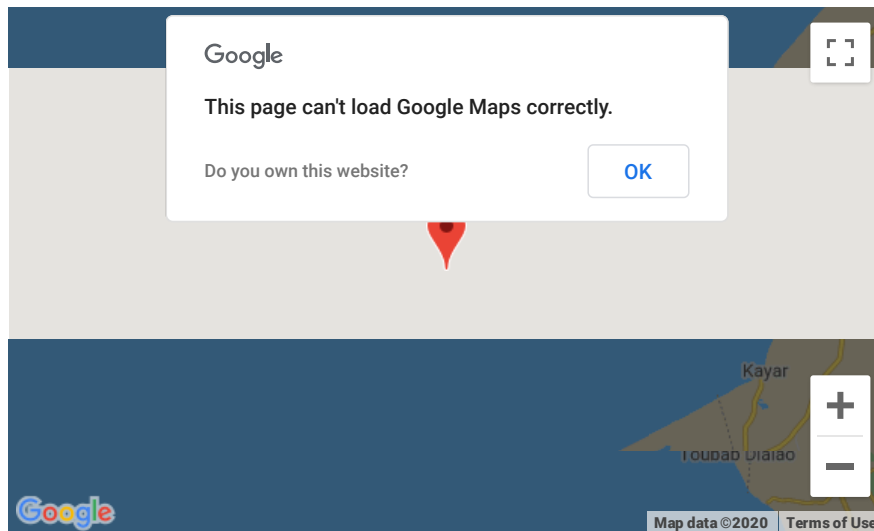 Google
This page can't load Google Maps correctly.
Do you own this website?
OK
Kayar
Toubab Dialao
Google
Map data ©2020
Terms of Use